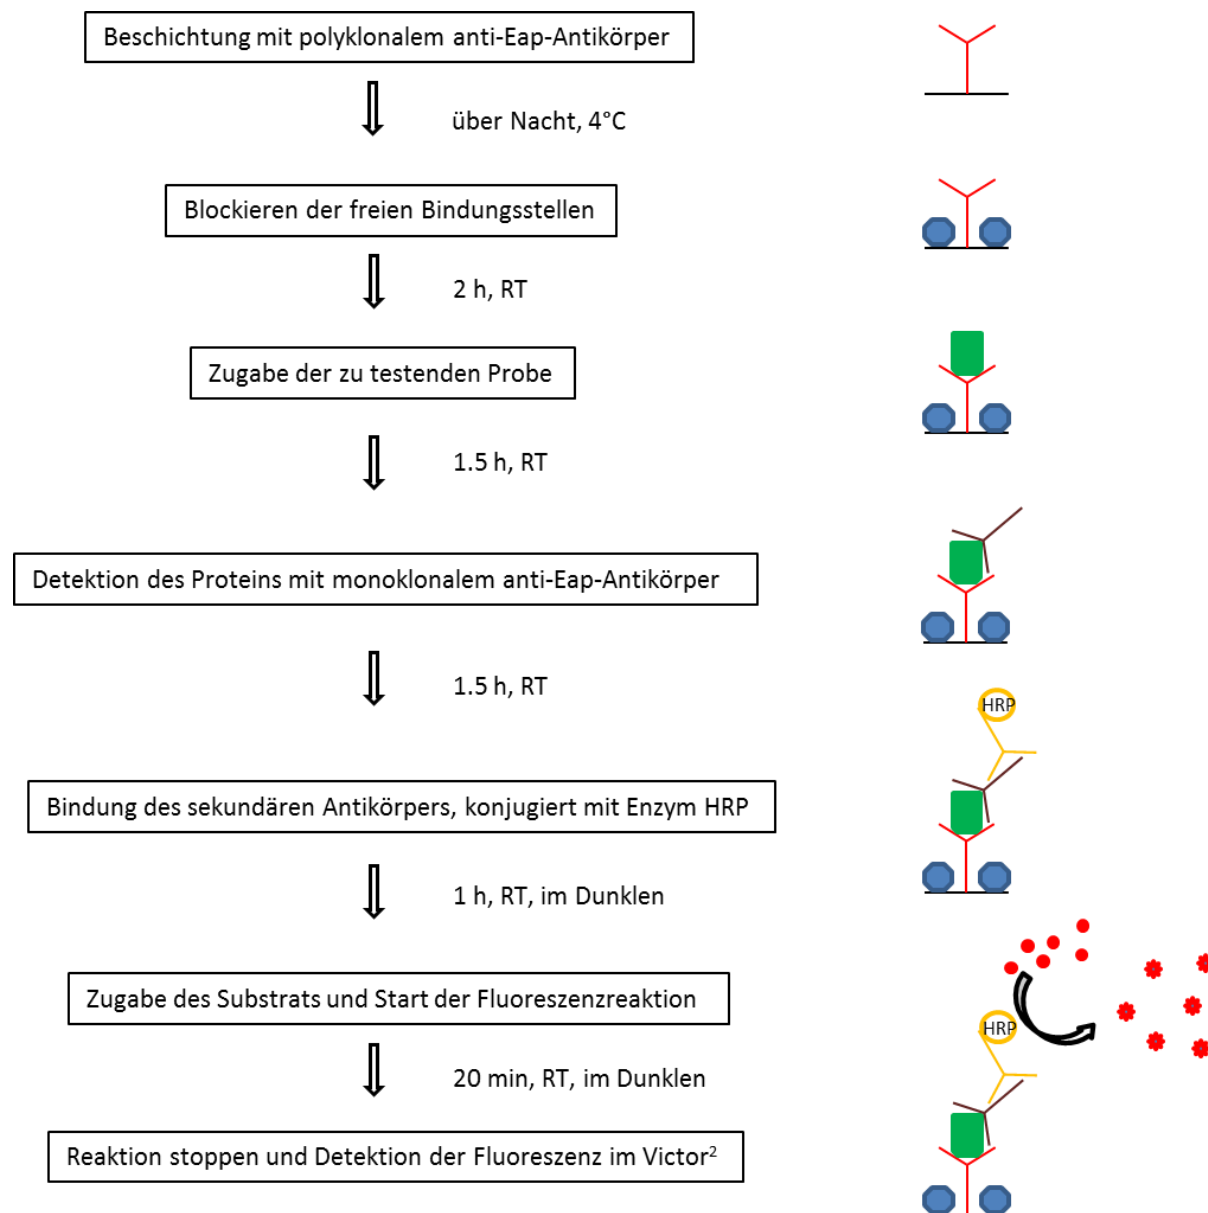 Beschichtung mit polyklonalem anti-Eap-Antikörper
über Nacht, 4°C
Blockieren der freien Bindungsstellen
2 h, RT
Zugabe der zu testenden Probe
1.5 h, RT
Detektion des Proteins mit monoklonalem anti-Eap-Antikörper
1.5 h, RT
HRP
Bindung des sekundären Antikörpers, konjugiert mit Enzym HRP
1 h, RT, im Dunklen
Zugabe des Substrats und Start der Fluoreszenzreaktion
HRP
20 min, RT, im Dunklen
Reaktion stoppen und Detektion der Fluoreszenz im Victor²